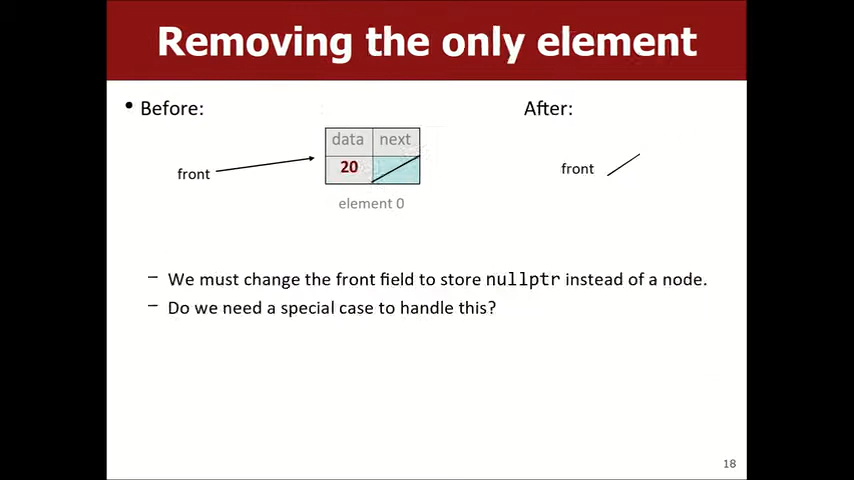 Removing the only element
• Before:
After:
data next
front
20
front
element 0
– We must change the front field to store nullptr instead of a node.
– Do we need a special case to handle this?
18